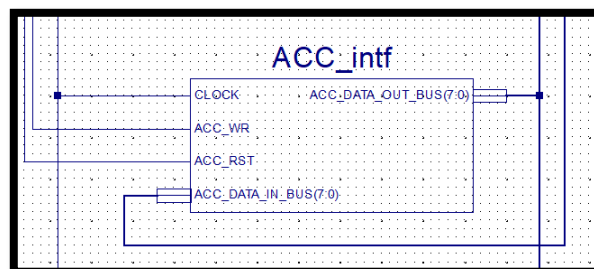 ACC_intf
CLOCK ACC_DATA_OUT_BUS(7:0)
ACC_WR
ACC_RST
ACC_DATA_IN_BUS(7:0)